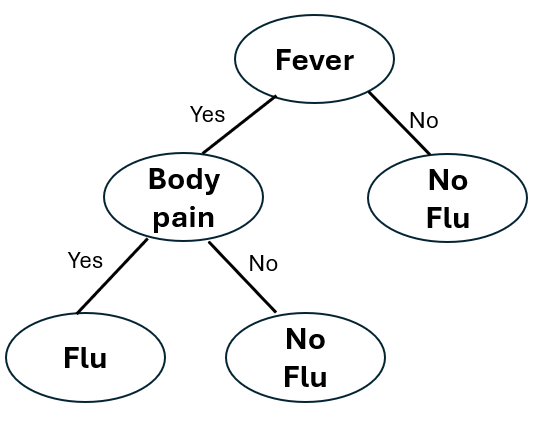 Fever
Yes
No
Body
pain
No
Flu
Yes
No
Flu
No
Flu